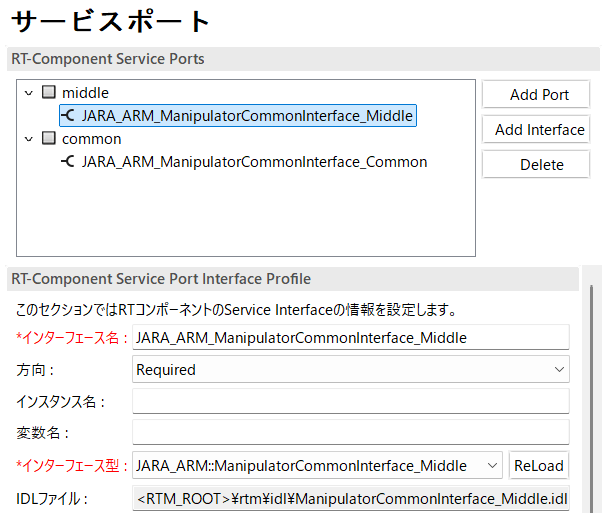 サービスポート
RT-Component Service Ports
middle
JARA_ARM_ManipulatorCommonInterface_Middle
common
JARA_ARM_ManipulatorCommonInterface_Common
Add Port
Add Interface
Delete
RT-Component Service Port Interface Profile
このセクションではRTコンポーネントのService Interfaceの情報を設定します。
*インターフェース名 : JARA_ARM_ManipulatorCommonInterface_Middle
方向 : Required
インスタンス名 :
変数名 :
*インターフェース型 : JARA_ARM::ManipulatorCommonInterface_Middle ReLoad
IDLファイル : <RTM_ROOT>¥rtm¥idl¥ManipulatorCommonInterface_Middle.idl